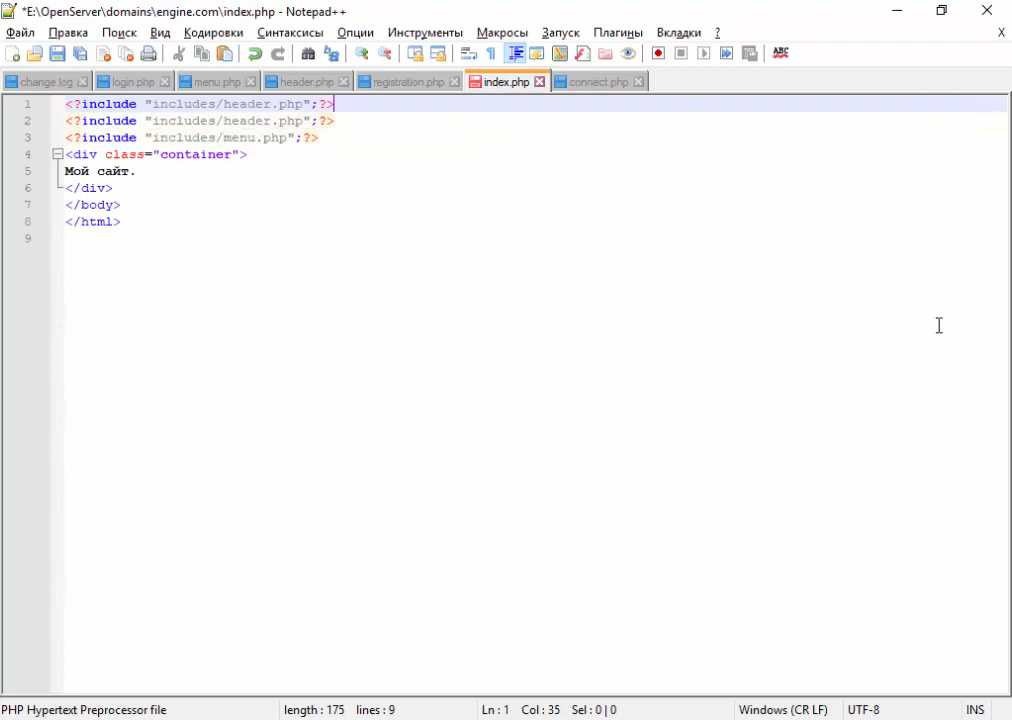 *E:\OpenServer\domains\engine.com\index.php - Notepad++
Файл Правка Поиск Вид Кодировки Синтаксисы Опции Инструменты Макросы Запуск Плагины Вкладки ? X
ABC
change.log login.php menu.php header.php registration.php index.php connect.php
1 <?include "includes/header.php";?>
2 <?include "includes/header.php";?>
3 <?include "includes/menu.php";?>
4 <div class="container">
5 Мой сайт.
6 </div>
7 </body>
8 </html>
9
PHP Hypertext Preprocessor file length : 175 lines : 9 Ln : 1 Col : 35 Sel : 0 | 0 Windows (CR LF) UTF-8 INS